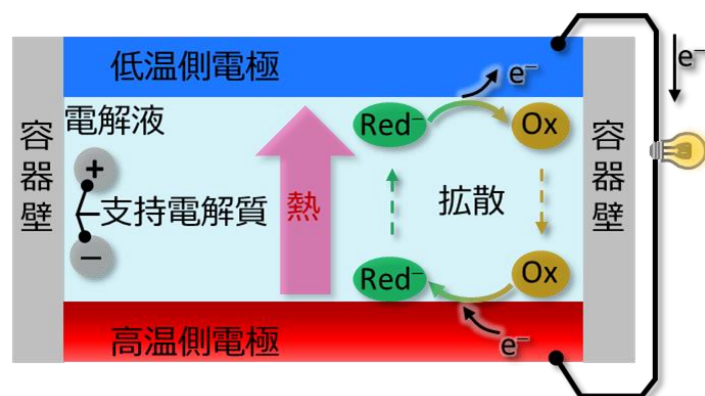 低温側電極
e⁻
e⁻
電解液
Red⁻
Ox
容器壁
容器壁
+
支持電解質
熱
拡散
−
Red⁻
Ox
高温側電極
e⁻